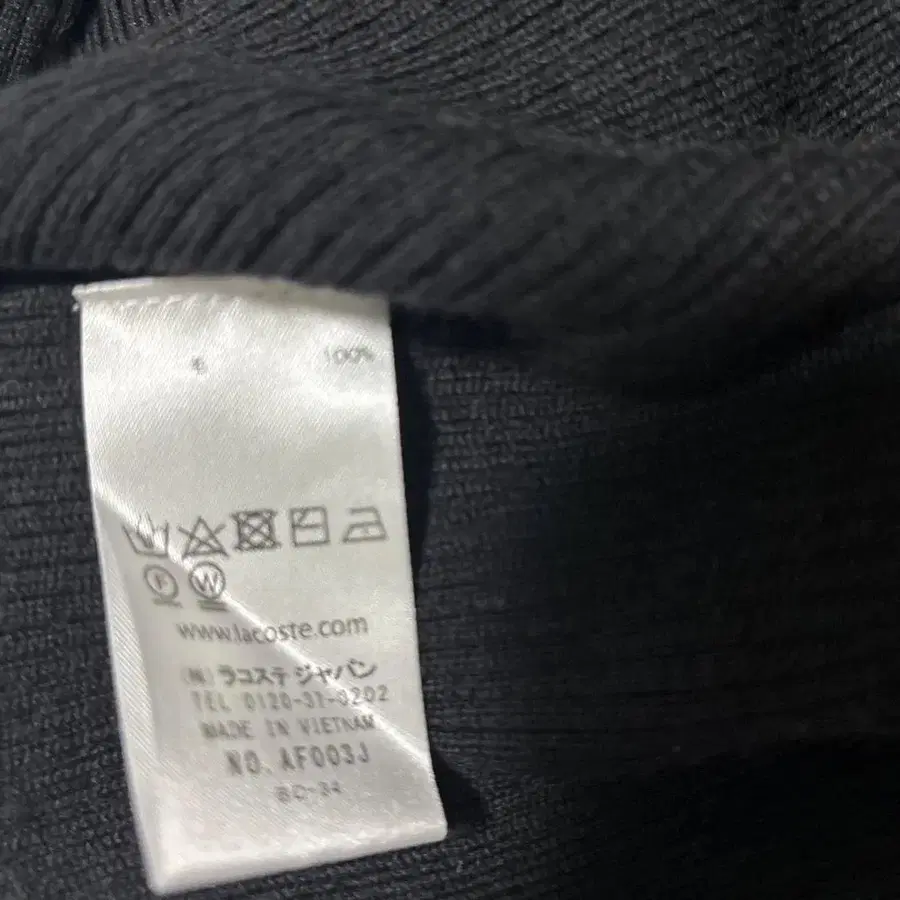 100%
F W
www.lacoste.com
(株)ラコステ ジャパン
TEL 0120-37-0202
MADE IN VIETNAM
NO. AF003J